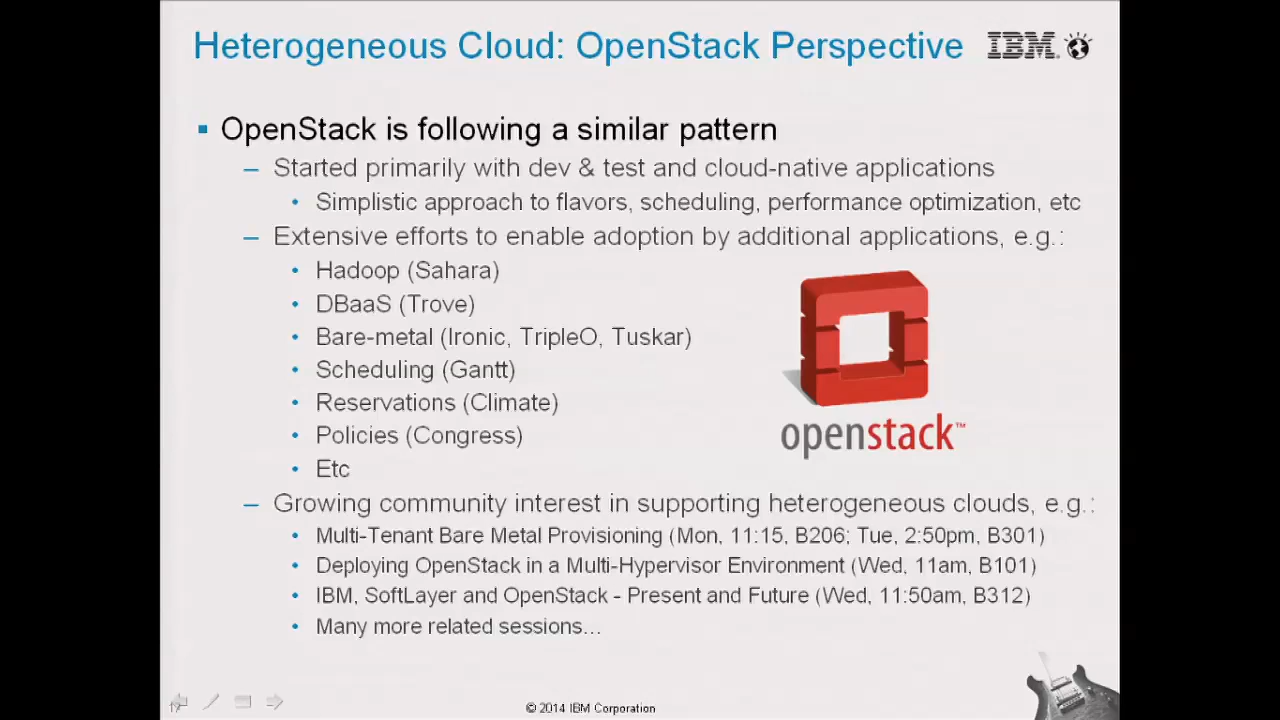 Heterogeneous Cloud: OpenStack Perspective
IBM
▪ OpenStack is following a similar pattern
– Started primarily with dev & test and cloud-native applications
• Simplistic approach to flavors, scheduling, performance optimization, etc
– Extensive efforts to enable adoption by additional applications, e.g.:
• Hadoop (Sahara)
• DBaaS (Trove)
• Bare-metal (Ironic, TripleO, Tuskar)
• Scheduling (Gantt)
• Reservations (Climate)
• Policies (Congress)
• Etc
openstack™
– Growing community interest in supporting heterogeneous clouds, e.g.:
• Multi-Tenant Bare Metal Provisioning (Mon, 11:15, B206; Tue, 2:50pm, B301)
• Deploying OpenStack in a Multi-Hypervisor Environment (Wed, 11am, B101)
• IBM, SoftLayer and OpenStack - Present and Future (Wed, 11:50am, B312)
• Many more related sessions…
© 2014 IBM Corporation